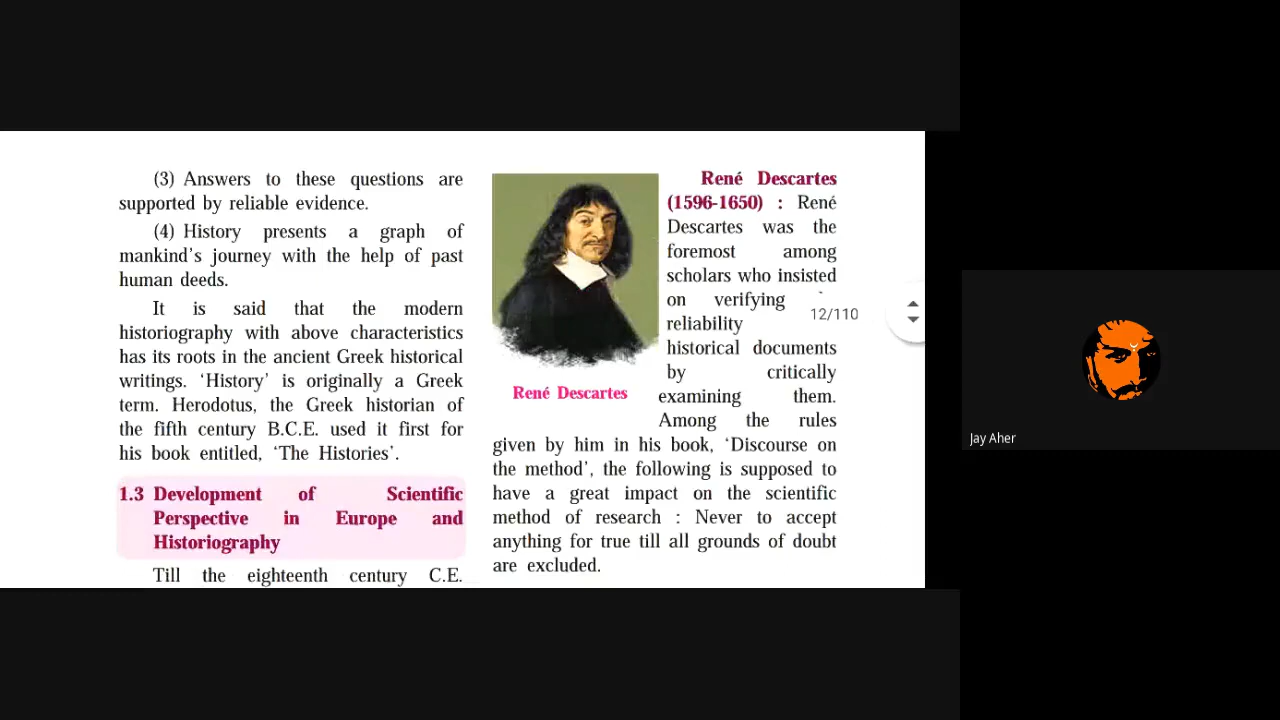 (3) Answers to these questions are
supported by reliable evidence.
(4) History presents a graph of
mankind's journey with the help of past
human deeds.
It is said that the modern
historiography with above characteristics
has its roots in the ancient Greek historical
writings. ‘History’ is originally a Greek
term. Herodotus, the Greek historian of
the fifth century B.C.E. used it first for
his book entitled, ‘The Histories’.
1.3 Development of Scientific
Perspective in Europe and
Historiography
Till the eighteenth century C.E.
René Descartes
René Descartes
(1596-1650) : René
Descartes was the
foremost among
scholars who insisted
on verifying
reliability
historical documents
by critically
examining them.
Among the rules
given by him in his book, ‘Discourse on
the method’, the following is supposed to
have a great impact on the scientific
method of research : Never to accept
anything for true till all grounds of doubt
are excluded.
12/110
Jay Aher